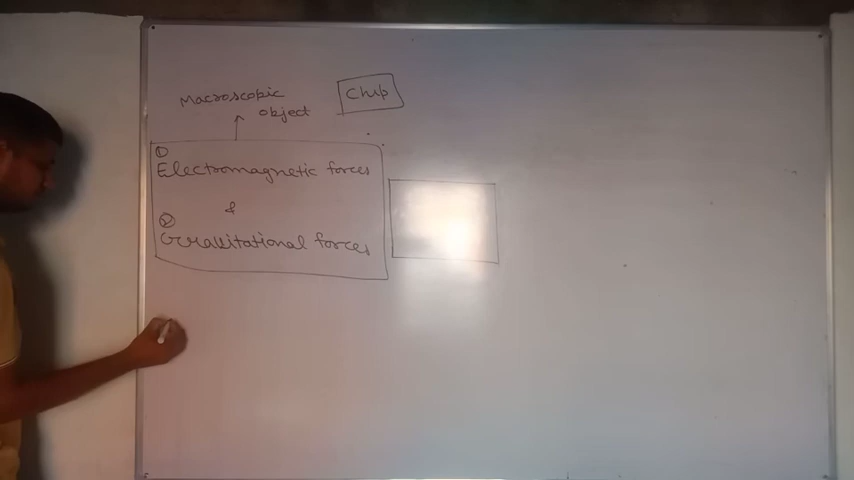 Macroscopic
object
Chip
①
Electromagnetic forces
&
②
Gravitational forces